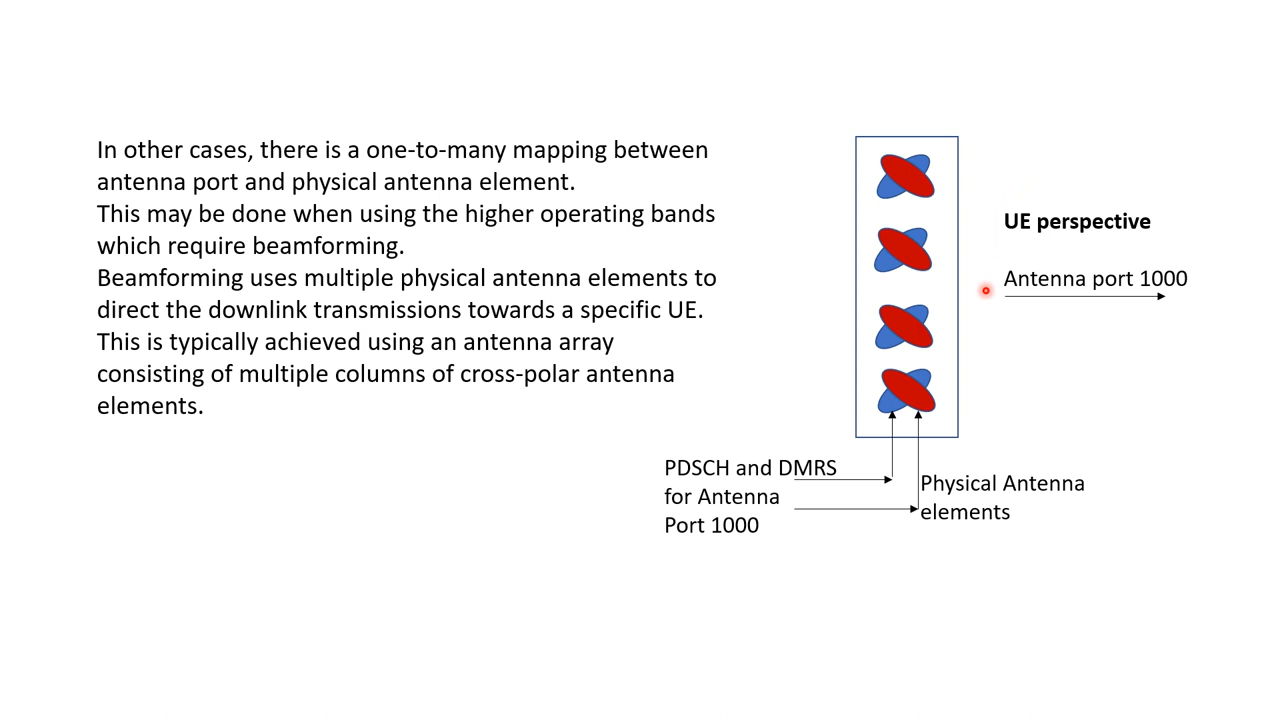 In other cases, there is a one-to-many mapping between
antenna port and physical antenna element.
This may be done when using the higher operating bands
which require beamforming.
Beamforming uses multiple physical antenna elements to
direct the downlink transmissions towards a specific UE.
This is typically achieved using an antenna array
consisting of multiple columns of cross-polar antenna
elements.
UE perspective
Antenna port 1000
PDSCH and DMRS
for Antenna
Port 1000
Physical Antenna
elements